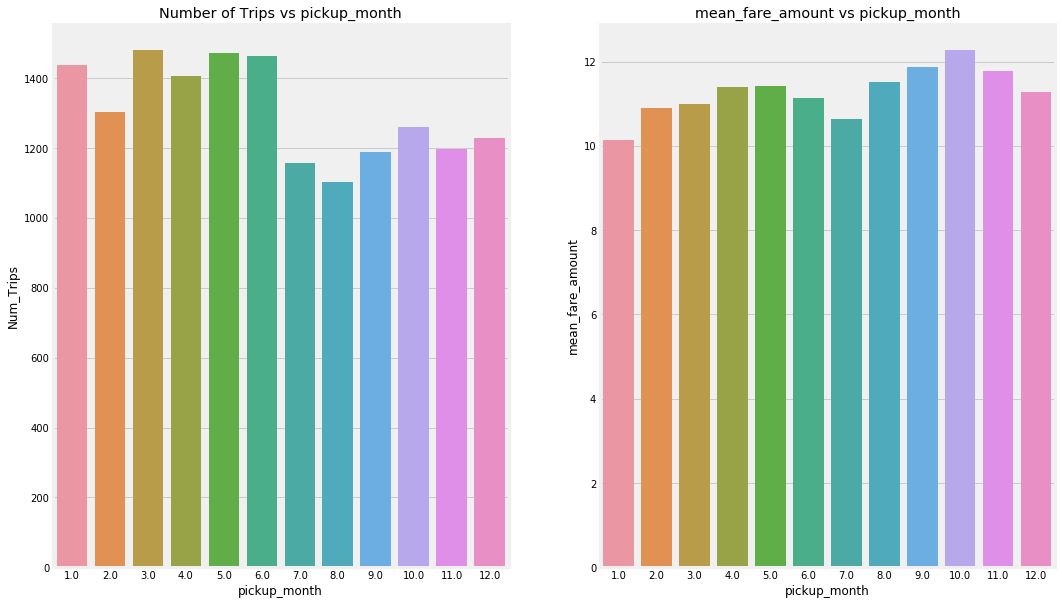 Number of Trips vs pickup_month
Num_Trips
1400
1200
1000
800
600
400
200
0
1.0 2.0 3.0 4.0 5.0 6.0 7.0 8.0 9.0 10.0 11.0 12.0
pickup_month
mean_fare_amount vs pickup_month
mean_fare_amount
12
10
8
6
4
2
0
1.0 2.0 3.0 4.0 5.0 6.0 7.0 8.0 9.0 10.0 11.0 12.0
pickup_month